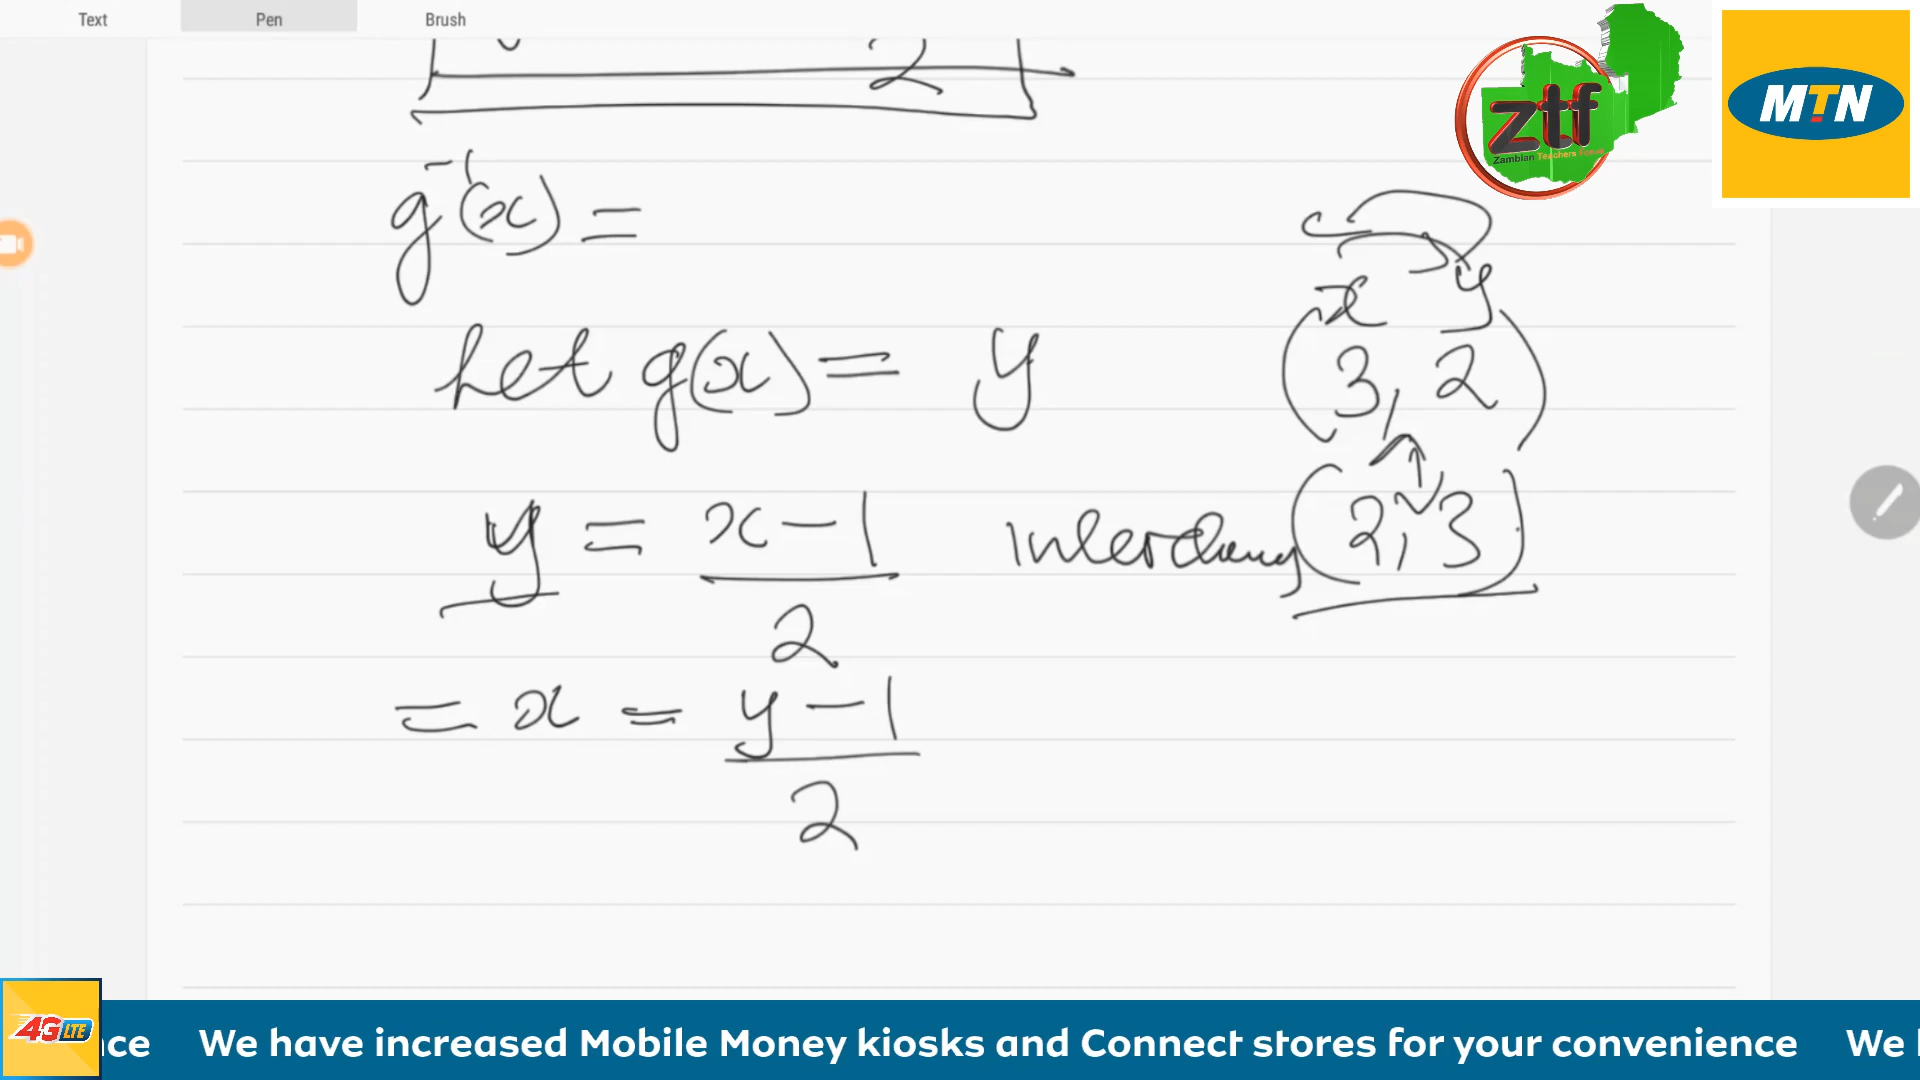 Text Pen Brush
2
g⁻¹(x) =
x y
Let g(x) = y (3, 2)
y = x - 1 interchang (2, 3)
2
= x = y - 1
2
ztf
Zambian Teachers
MTN
4G LTE
nce We have increased Mobile Money kiosks and Connect stores for your convenience We